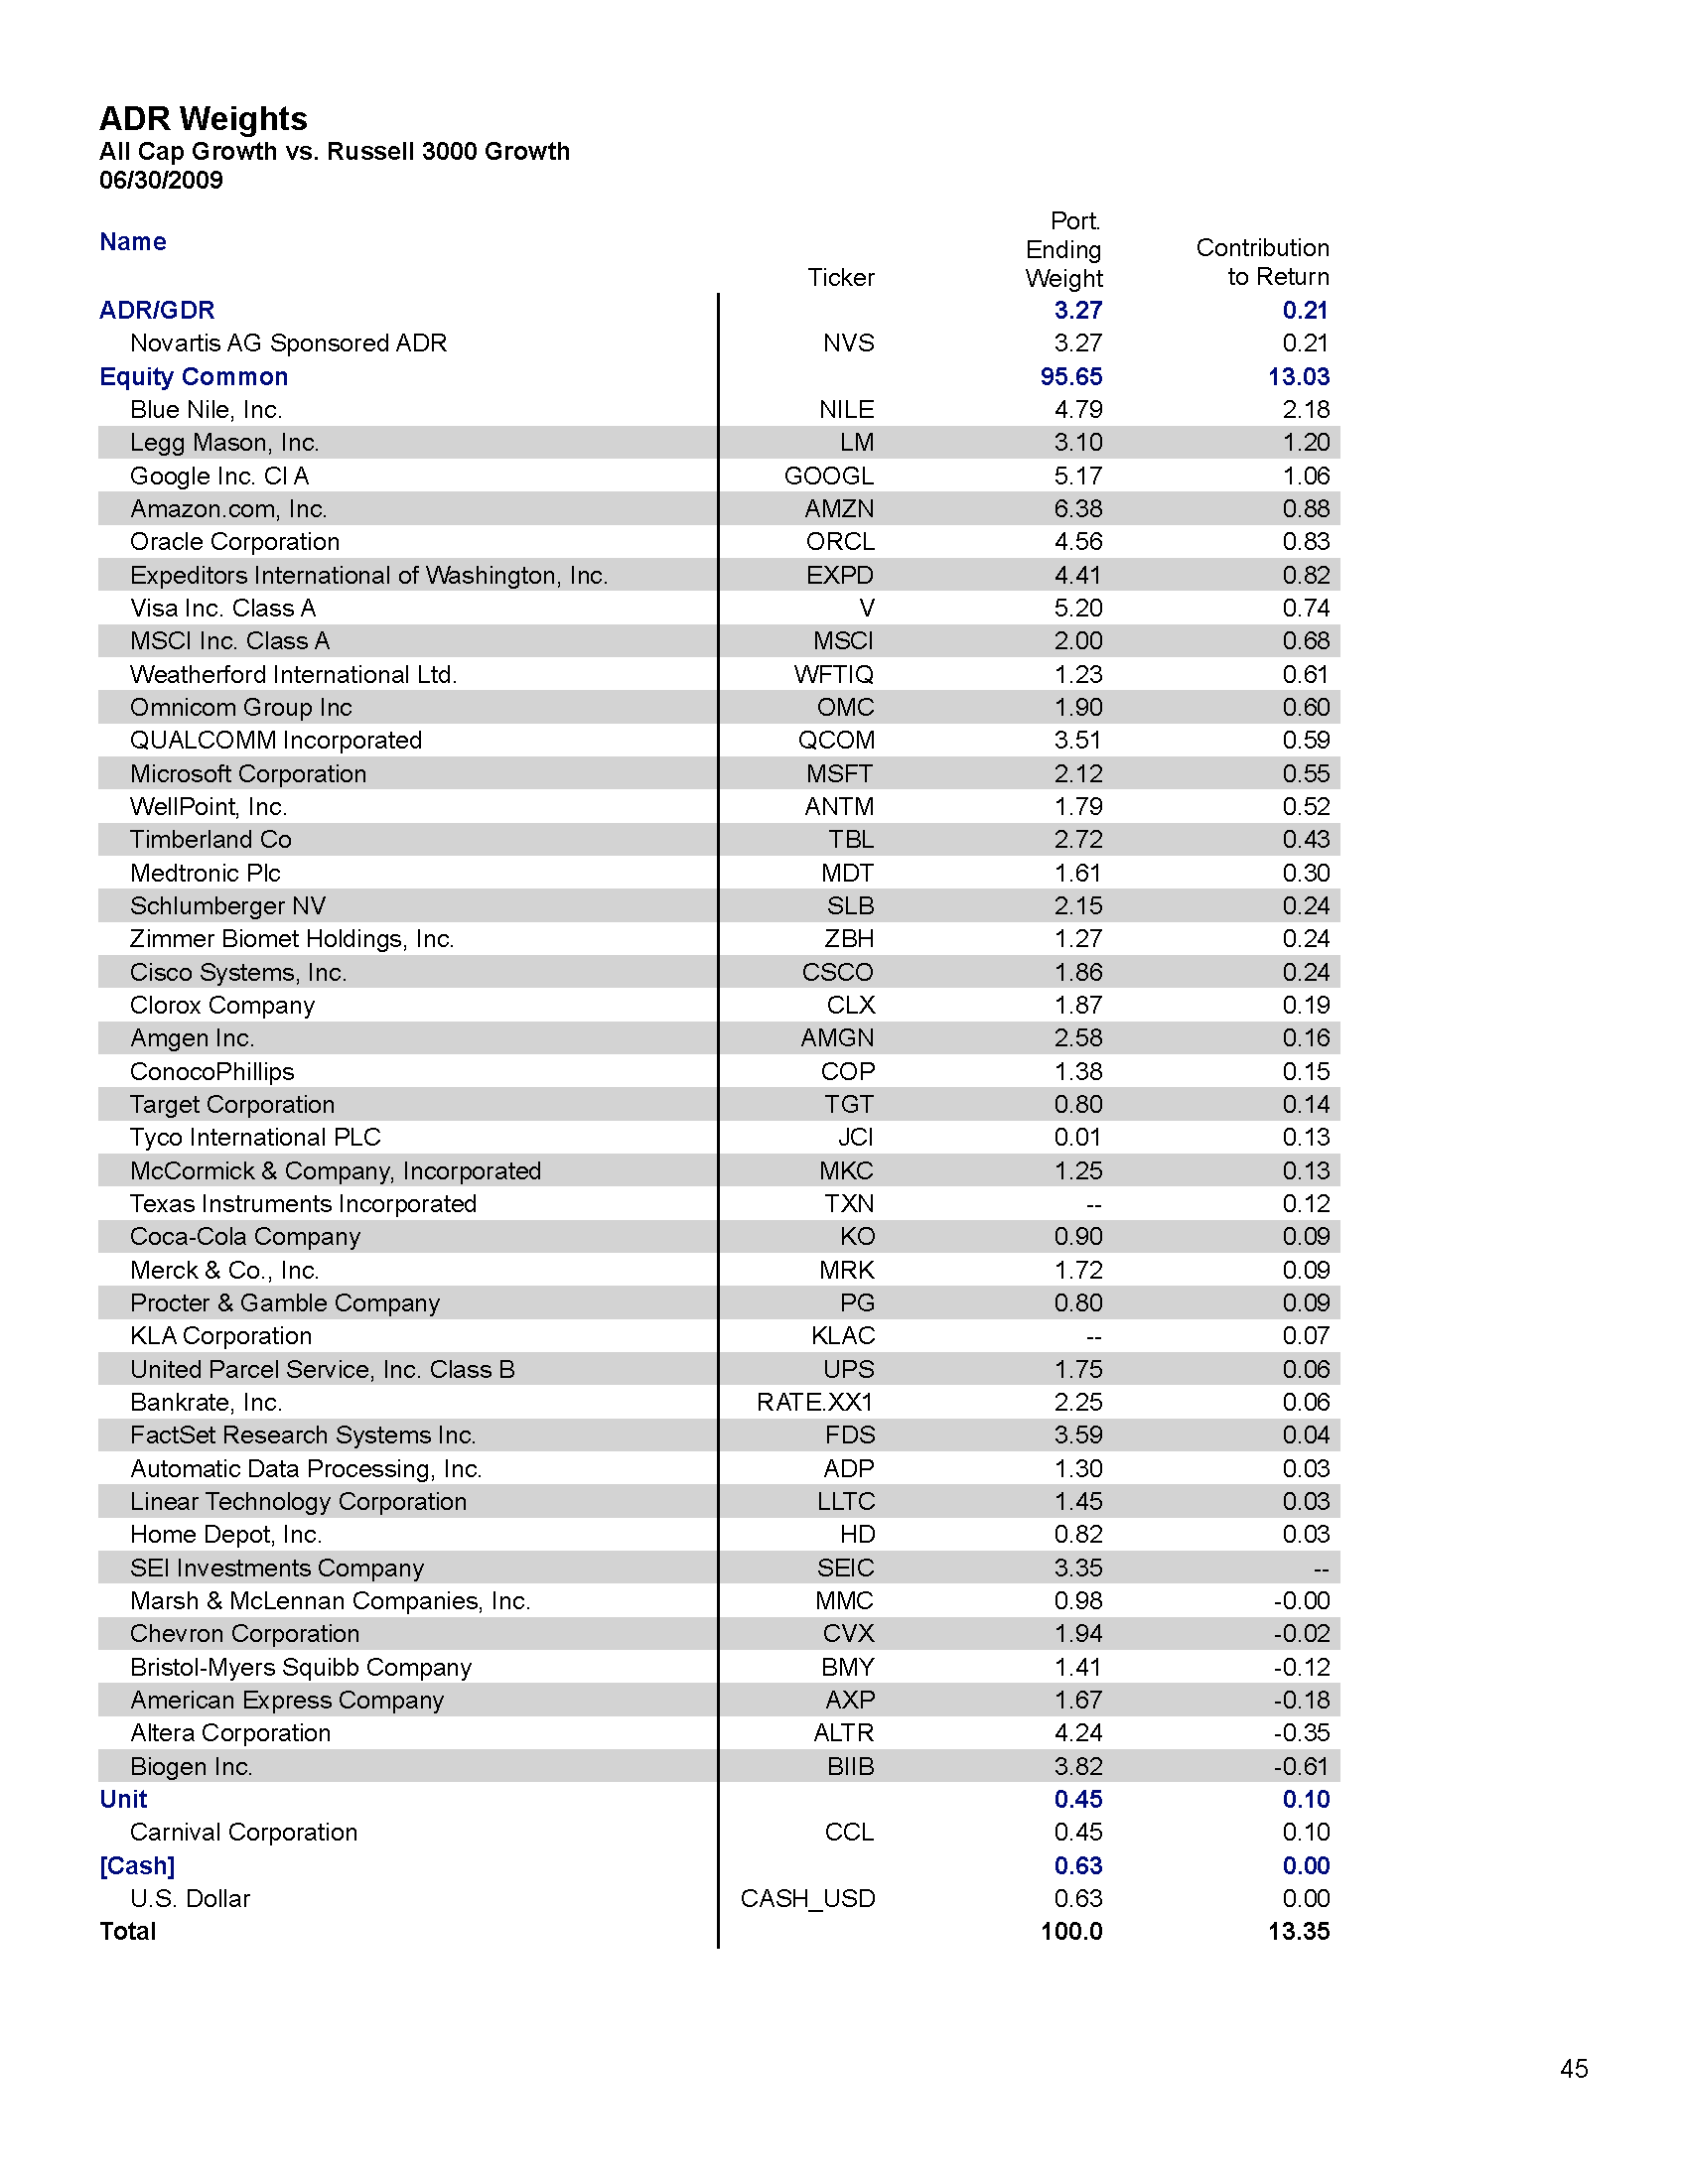 ADR Weights
All Cap Growth vs. Russell 3000 Growth
06/30/2009
Name Ticker Port. Ending Weight Contribution to Return
ADR/GDR 3.27 0.21
Novartis AG Sponsored ADR NVS 3.27 0.21
Equity Common 95.65 13.03
Blue Nile, Inc. NILE 4.79 2.18
Legg Mason, Inc. LM 3.10 1.20
Google Inc. Cl A GOOGL 5.17 1.06
Amazon.com, Inc. AMZN 6.38 0.88
Oracle Corporation ORCL 4.56 0.83
Expeditors International of Washington, Inc. EXPD 4.41 0.82
Visa Inc. Class A V 5.20 0.74
MSCI Inc. Class A MSCI 2.00 0.68
Weatherford International Ltd. WFTIQ 1.23 0.61
Omnicom Group Inc OMC 1.90 0.60
QUALCOMM Incorporated QCOM 3.51 0.59
Microsoft Corporation MSFT 2.12 0.55
WellPoint, Inc. ANTM 1.79 0.52
Timberland Co TBL 2.72 0.43
Medtronic Plc MDT 1.61 0.30
Schlumberger NV SLB 2.15 0.24
Zimmer Biomet Holdings, Inc. ZBH 1.27 0.24
Cisco Systems, Inc. CSCO 1.86 0.24
Clorox Company CLX 1.87 0.19
Amgen Inc. AMGN 2.58 0.16
ConocoPhillips COP 1.38 0.15
Target Corporation TGT 0.80 0.14
Tyco International PLC JCI 0.01 0.13
McCormick & Company, Incorporated MKC 1.25 0.13
Texas Instruments Incorporated TXN -- 0.12
Coca-Cola Company KO 0.90 0.09
Merck & Co., Inc. MRK 1.72 0.09
Procter & Gamble Company PG 0.80 0.09
KLA Corporation KLAC -- 0.07
United Parcel Service, Inc. Class B UPS 1.75 0.06
Bankrate, Inc. RATE.XX1 2.25 0.06
FactSet Research Systems Inc. FDS 3.59 0.04
Automatic Data Processing, Inc. ADP 1.30 0.03
Linear Technology Corporation LLTC 1.45 0.03
Home Depot, Inc. HD 0.82 0.03
SEI Investments Company SEIC 3.35 --
Marsh & McLennan Companies, Inc. MMC 0.98 -0.00
Chevron Corporation CVX 1.94 -0.02
Bristol-Myers Squibb Company BMY 1.41 -0.12
American Express Company AXP 1.67 -0.18
Altera Corporation ALTR 4.24 -0.35
Biogen Inc. BIIB 3.82 -0.61
Unit 0.45 0.10
Carnival Corporation CCL 0.45 0.10
[Cash] 0.63 0.00
U.S. Dollar CASH_USD 0.63 0.00
Total 100.0 13.35
45